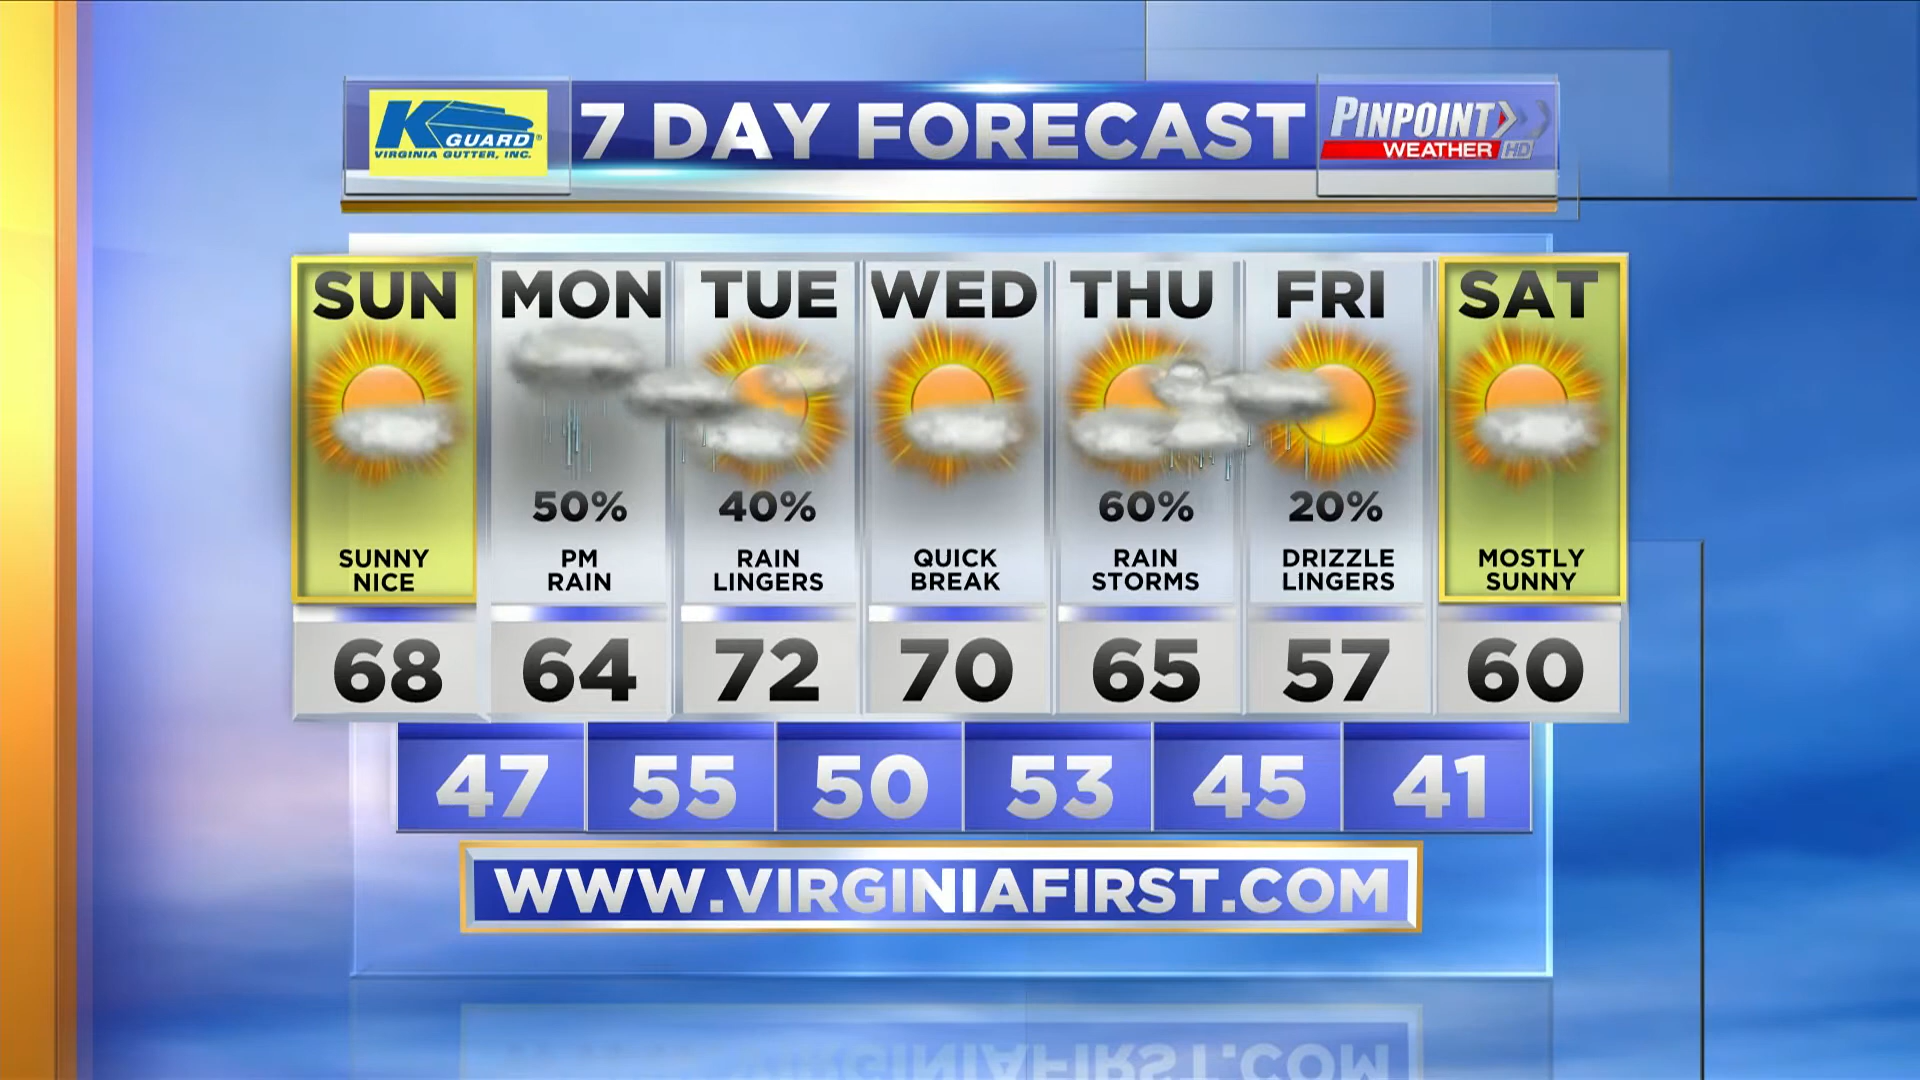 K GUARD®
VIRGINIA GUTTER, INC.
7 DAY FORECAST
PINPOINT
WEATHER HD
SUN MON TUE WED THU FRI SAT
50% 40% 60% 20%
SUNNY PM RAIN QUICK RAIN DRIZZLE MOSTLY
NICE RAIN LINGERS BREAK STORMS LINGERS SUNNY
68 64 72 70 65 57 60
47 55 50 53 45 41
WWW.VIRGINIAFIRST.COM